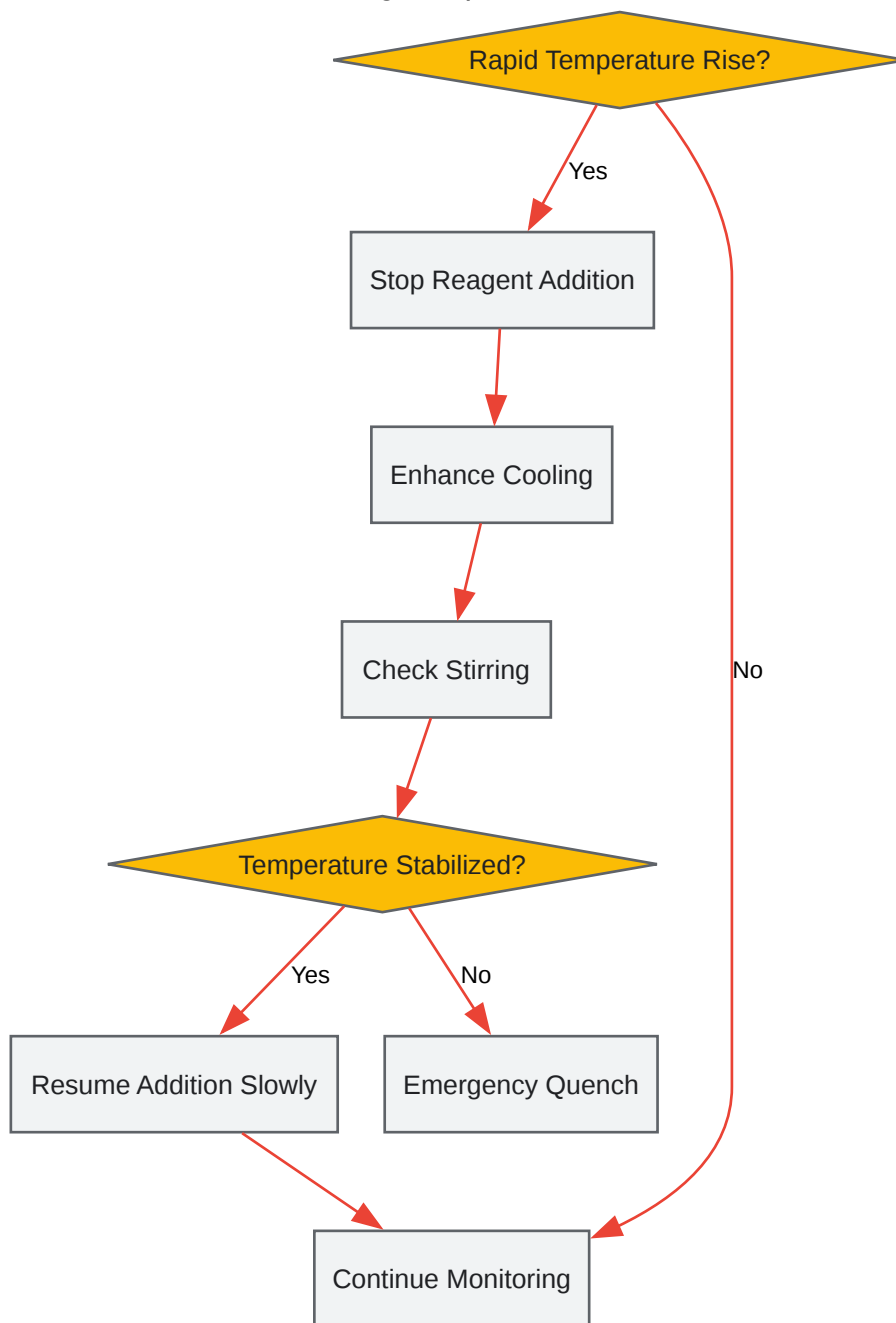 Rapid Temperature Rise?
Yes
Stop Reagent Addition
Enhance Cooling
Check Stirring
No
Temperature Stabilized?
Yes
No
Resume Addition Slowly
Emergency Quench
Continue Monitoring